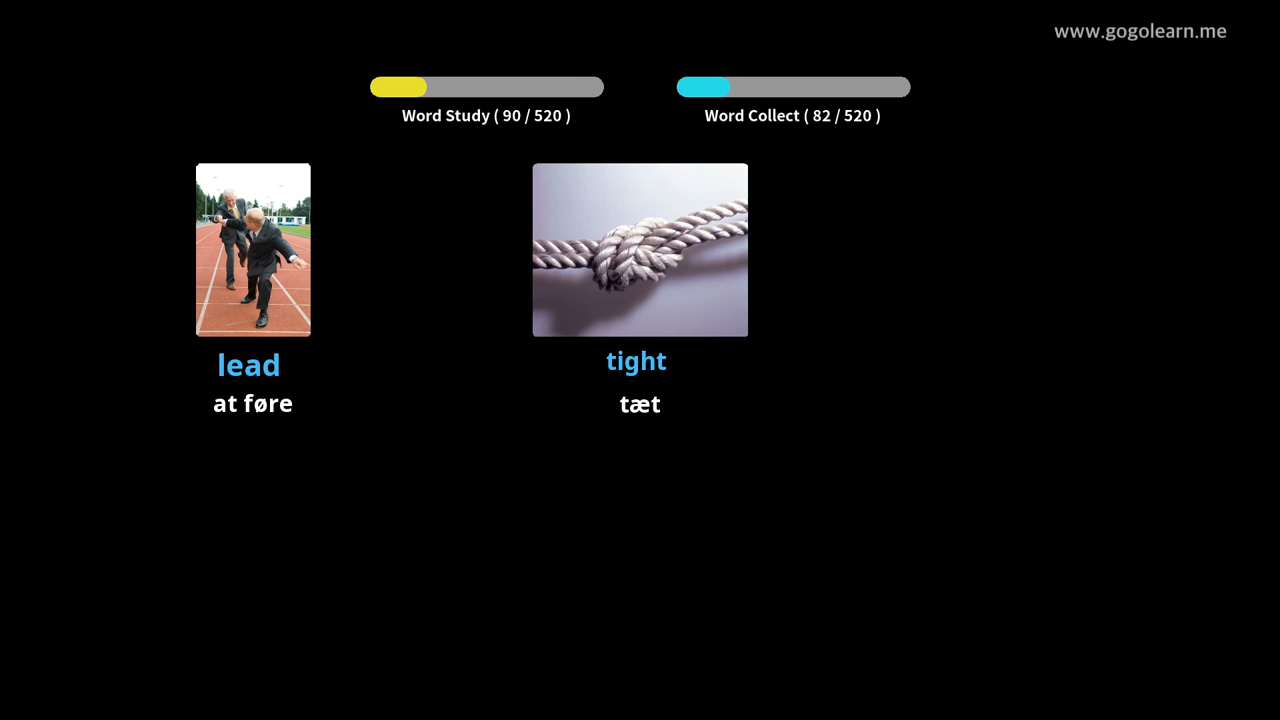 www.gogolearn.me
Word Study ( 90 / 520 )
Word Collect ( 82 / 520 )
lead
at føre
tight
tæt